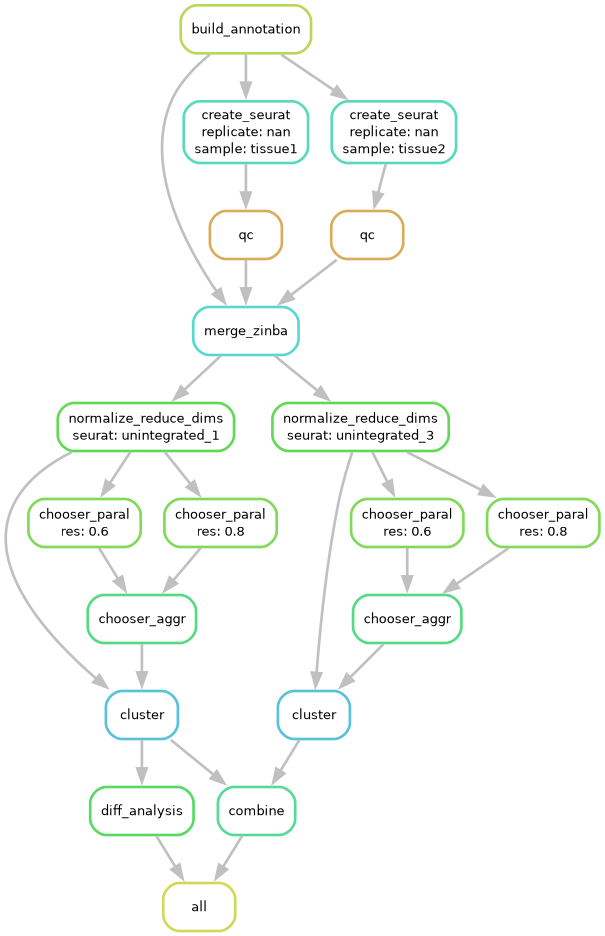 build_annotation
create_seurat
replicate: nan
sample: tissue1
create_seurat
replicate: nan
sample: tissue2
qc
qc
merge_zinba
normalize_reduce_dims
seurat: unintegrated_1
normalize_reduce_dims
seurat: unintegrated_3
chooser_paral
res: 0.6
chooser_paral
res: 0.8
chooser_paral
res: 0.6
chooser_paral
res: 0.8
chooser_aggr
chooser_aggr
cluster
cluster
diff_analysis
combine
all